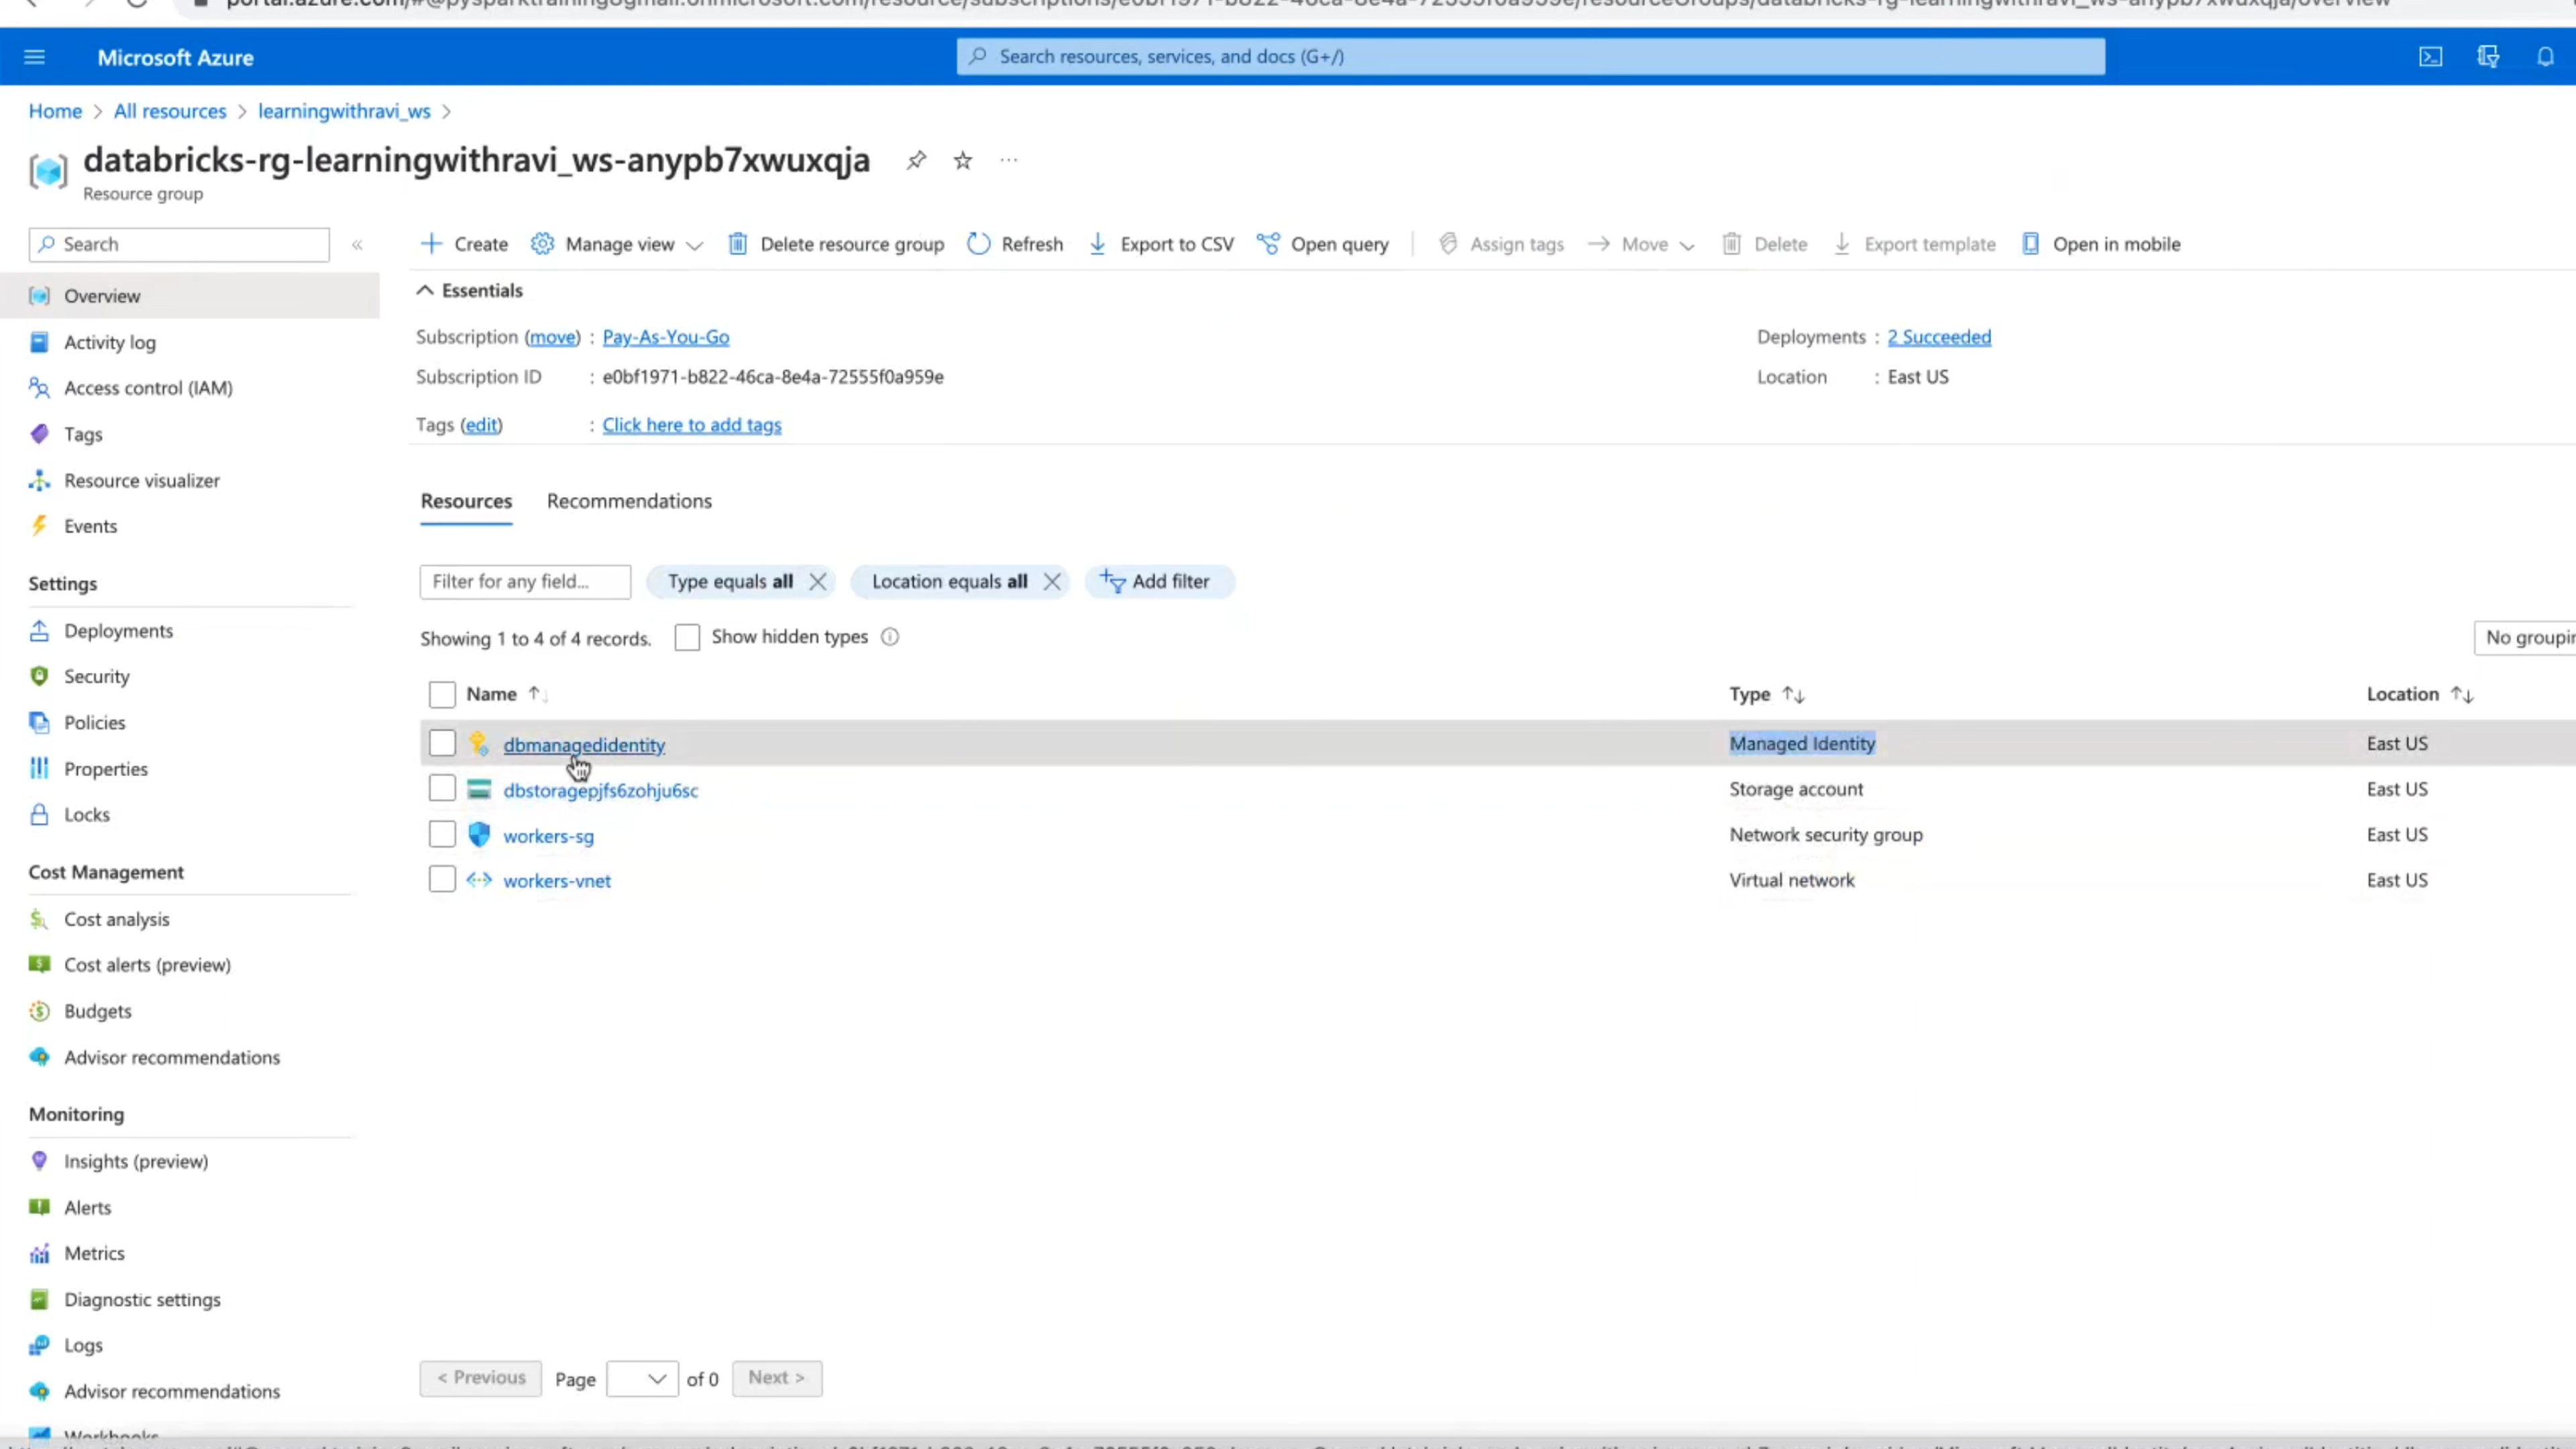 Microsoft Azure
Search resources, services, and docs (G+/)
Home > All resources > learningwithravi_ws >
databricks-rg-learningwithravi_ws-anypb7xwuxqja
Resource group
Search
Create Manage view Delete resource group Refresh Export to CSV Open query Assign tags Move Delete Export template Open in mobile
Overview
Activity log
Access control (IAM)
Tags
Resource visualizer
Events
Settings
Deployments
Security
Policies
Properties
Locks
Cost Management
Cost analysis
Cost alerts (preview)
Budgets
Advisor recommendations
Monitoring
Insights (preview)
Alerts
Metrics
Diagnostic settings
Logs
Advisor recommendations
Workbooks
Essentials
Subscription (move) : Pay-As-You-Go
Subscription ID : e0bf1971-b822-46ca-8e4a-72555f0a959e
Tags (edit) : Click here to add tags
Deployments : 2 Succeeded
Location : East US
Resources Recommendations
Filter for any field... Type equals all Location equals all Add filter
Showing 1 to 4 of 4 records. Show hidden types No groupin
Name Type Location
dbmanagedidentity Managed Identity East US
dbstoragepjfs6zohju6sc Storage account East US
workers-sg Network security group East US
workers-vnet Virtual network East US
< Previous Page of 0 Next >